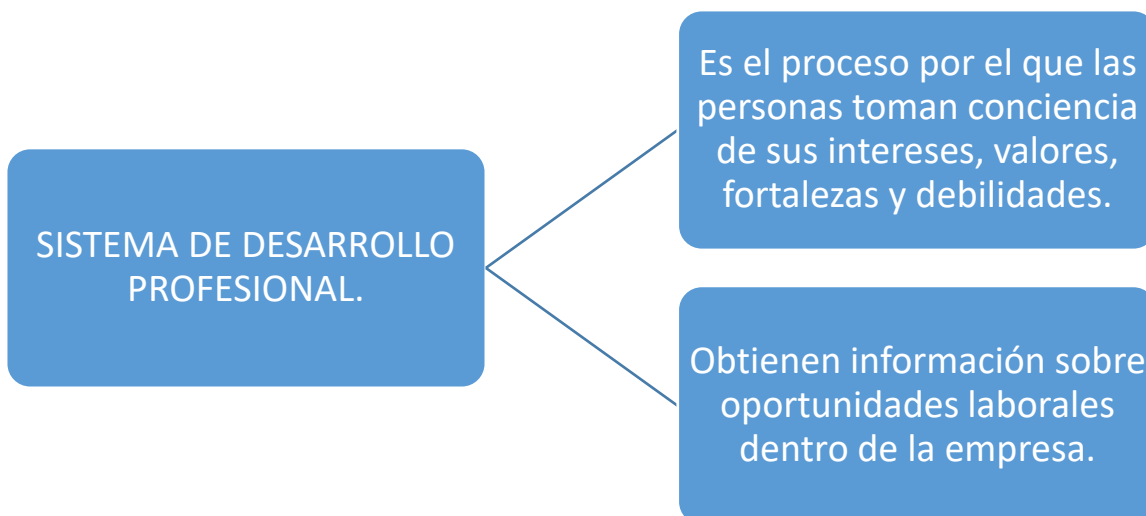 SISTEMA DE DESARROLLO
PROFESIONAL.
Es el proceso por el que las
personas toman conciencia
de sus intereses, valores,
fortalezas y debilidades.
Obtienen información sobre
oportunidades laborales
dentro de la empresa.